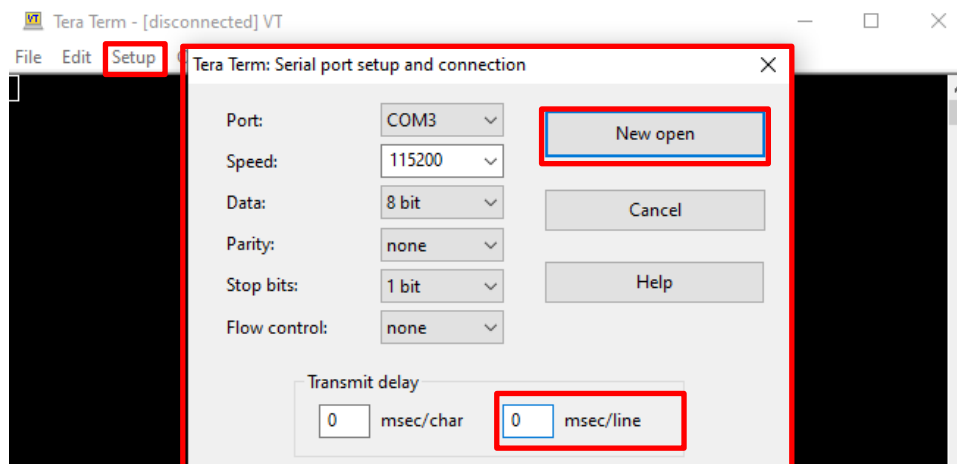 VT Tera Term - [disconnected] VT
File Edit Setup
Tera Term: Serial port setup and connection
Port: COM3 New open
Speed: 115200
Data: 8 bit Cancel
Parity: none
Stop bits: 1 bit Help
Flow control: none
Transmit delay
0 msec/char 0 msec/line